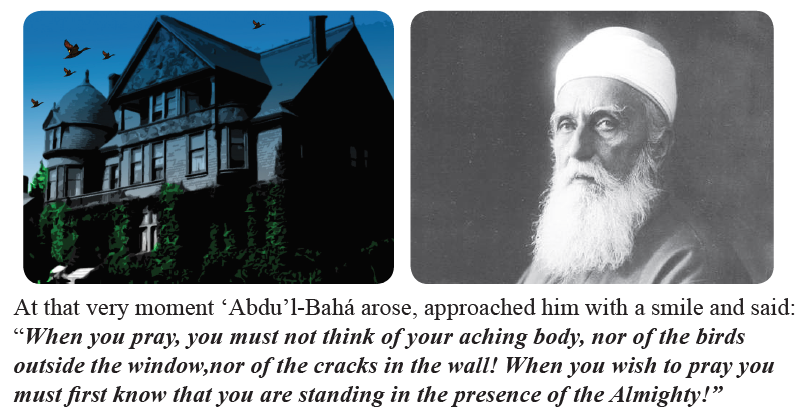 At that very moment ‘Abdu’l-Bahá arose, approached him with a smile and said:
“When you pray, you must not think of your aching body, nor of the birds
outside the window,nor of the cracks in the wall! When you wish to pray you
must first know that you are standing in the presence of the Almighty!”